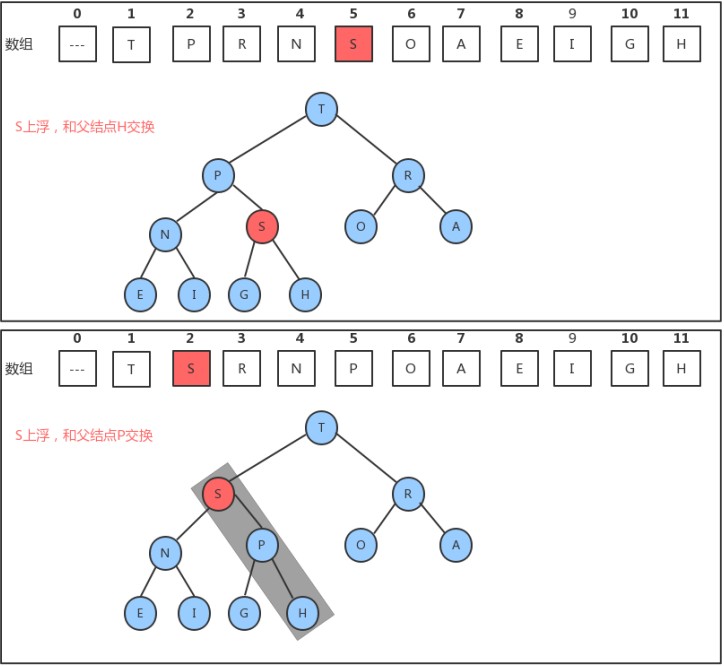 0 1 2 3 4 5 6 7 8 9 10 11
数组 --- T P R N S O A E I G H
S上浮，和父结点H交换
T
P R
N S O A
E I G H
0 1 2 3 4 5 6 7 8 9 10 11
数组 --- T S R N P O A E I G H
S上浮，和父结点P交换
T
S R
N P O A
E I G H